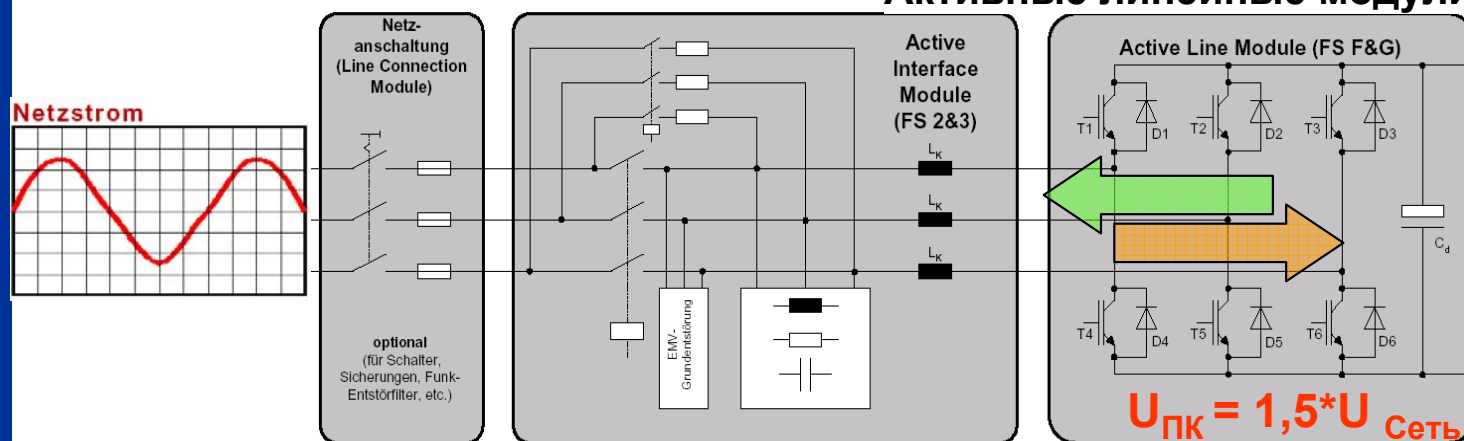 Активные линейные модули
Netzstrom
Netz-
anschaltung
(Line Connection
Module)
optional
(für Schalter,
Sicherungen, Funk-
Entstörfilter, etc.)
Active
Interface
Module
(FS 2&3)
LK
LK
LK
EMV-
Grundentstörung
Active Line Module (FS F&G)
T1 D1 T2 D2 T3 D3
Cd
T4 D4 T5 D5 T6 D6
UПК = 1,5*U Сеть